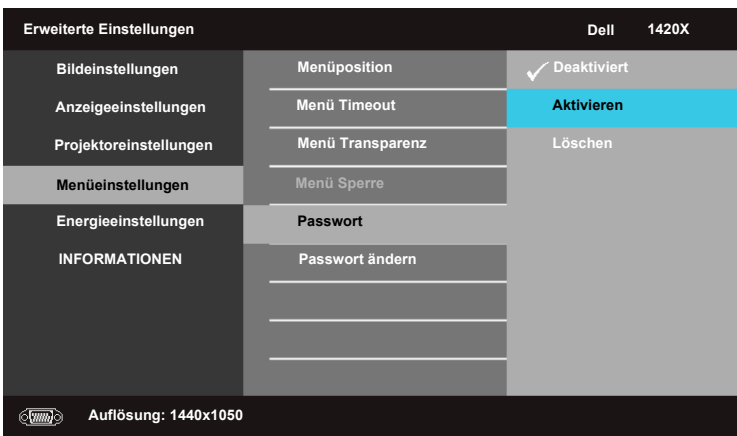 Erweiterte Einstellungen Dell 1420X
Bildeinstellungen
Anzeigeeinstellungen
Projektoreinstellungen
Menüeinstellungen
Energieeinstellungen
INFORMATIONEN
Menüposition
Menü Timeout
Menü Transparenz
Menü Sperre
Passwort
Passwort ändern
Deaktiviert
Aktivieren
Löschen
Auflösung: 1440x1050